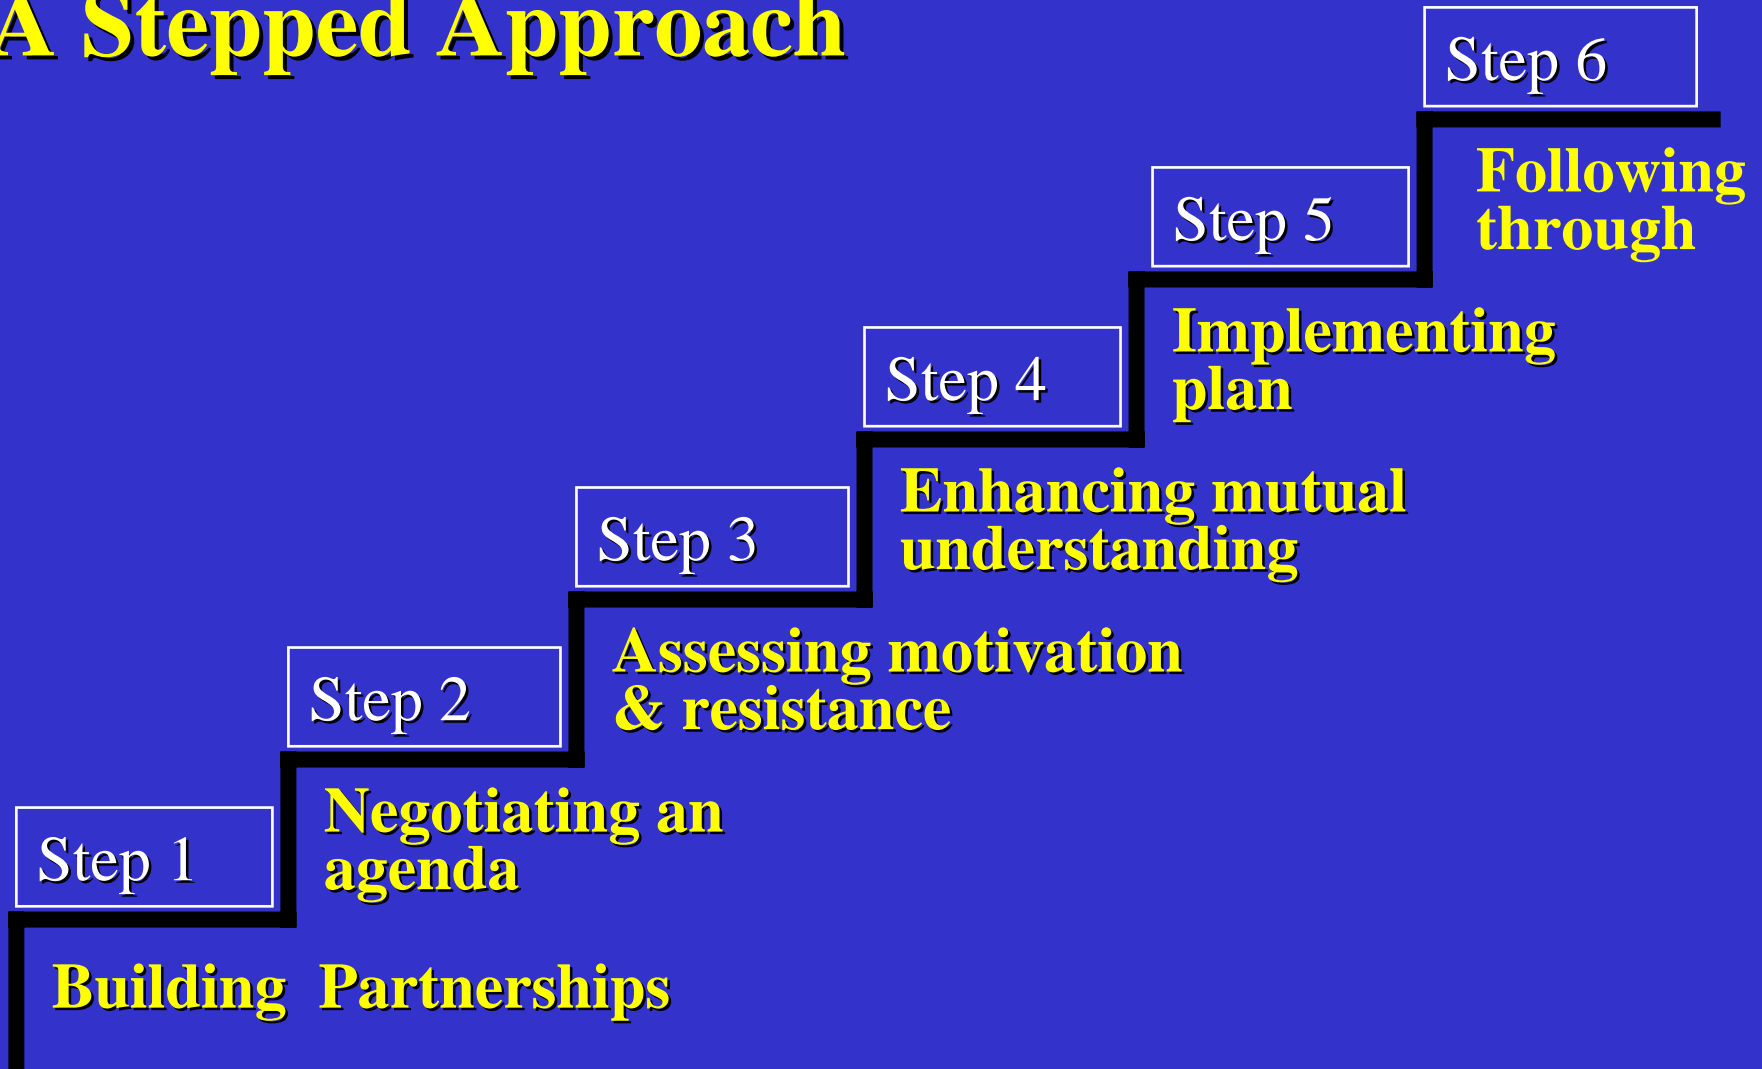 A Stepped Approach
Step 6
Following
through
Step 5
Implementing
plan
Step 4
Enhancing mutual
understanding
Step 3
Assessing motivation
& resistance
Step 2
Negotiating an
agenda
Step 1
Building Partnerships